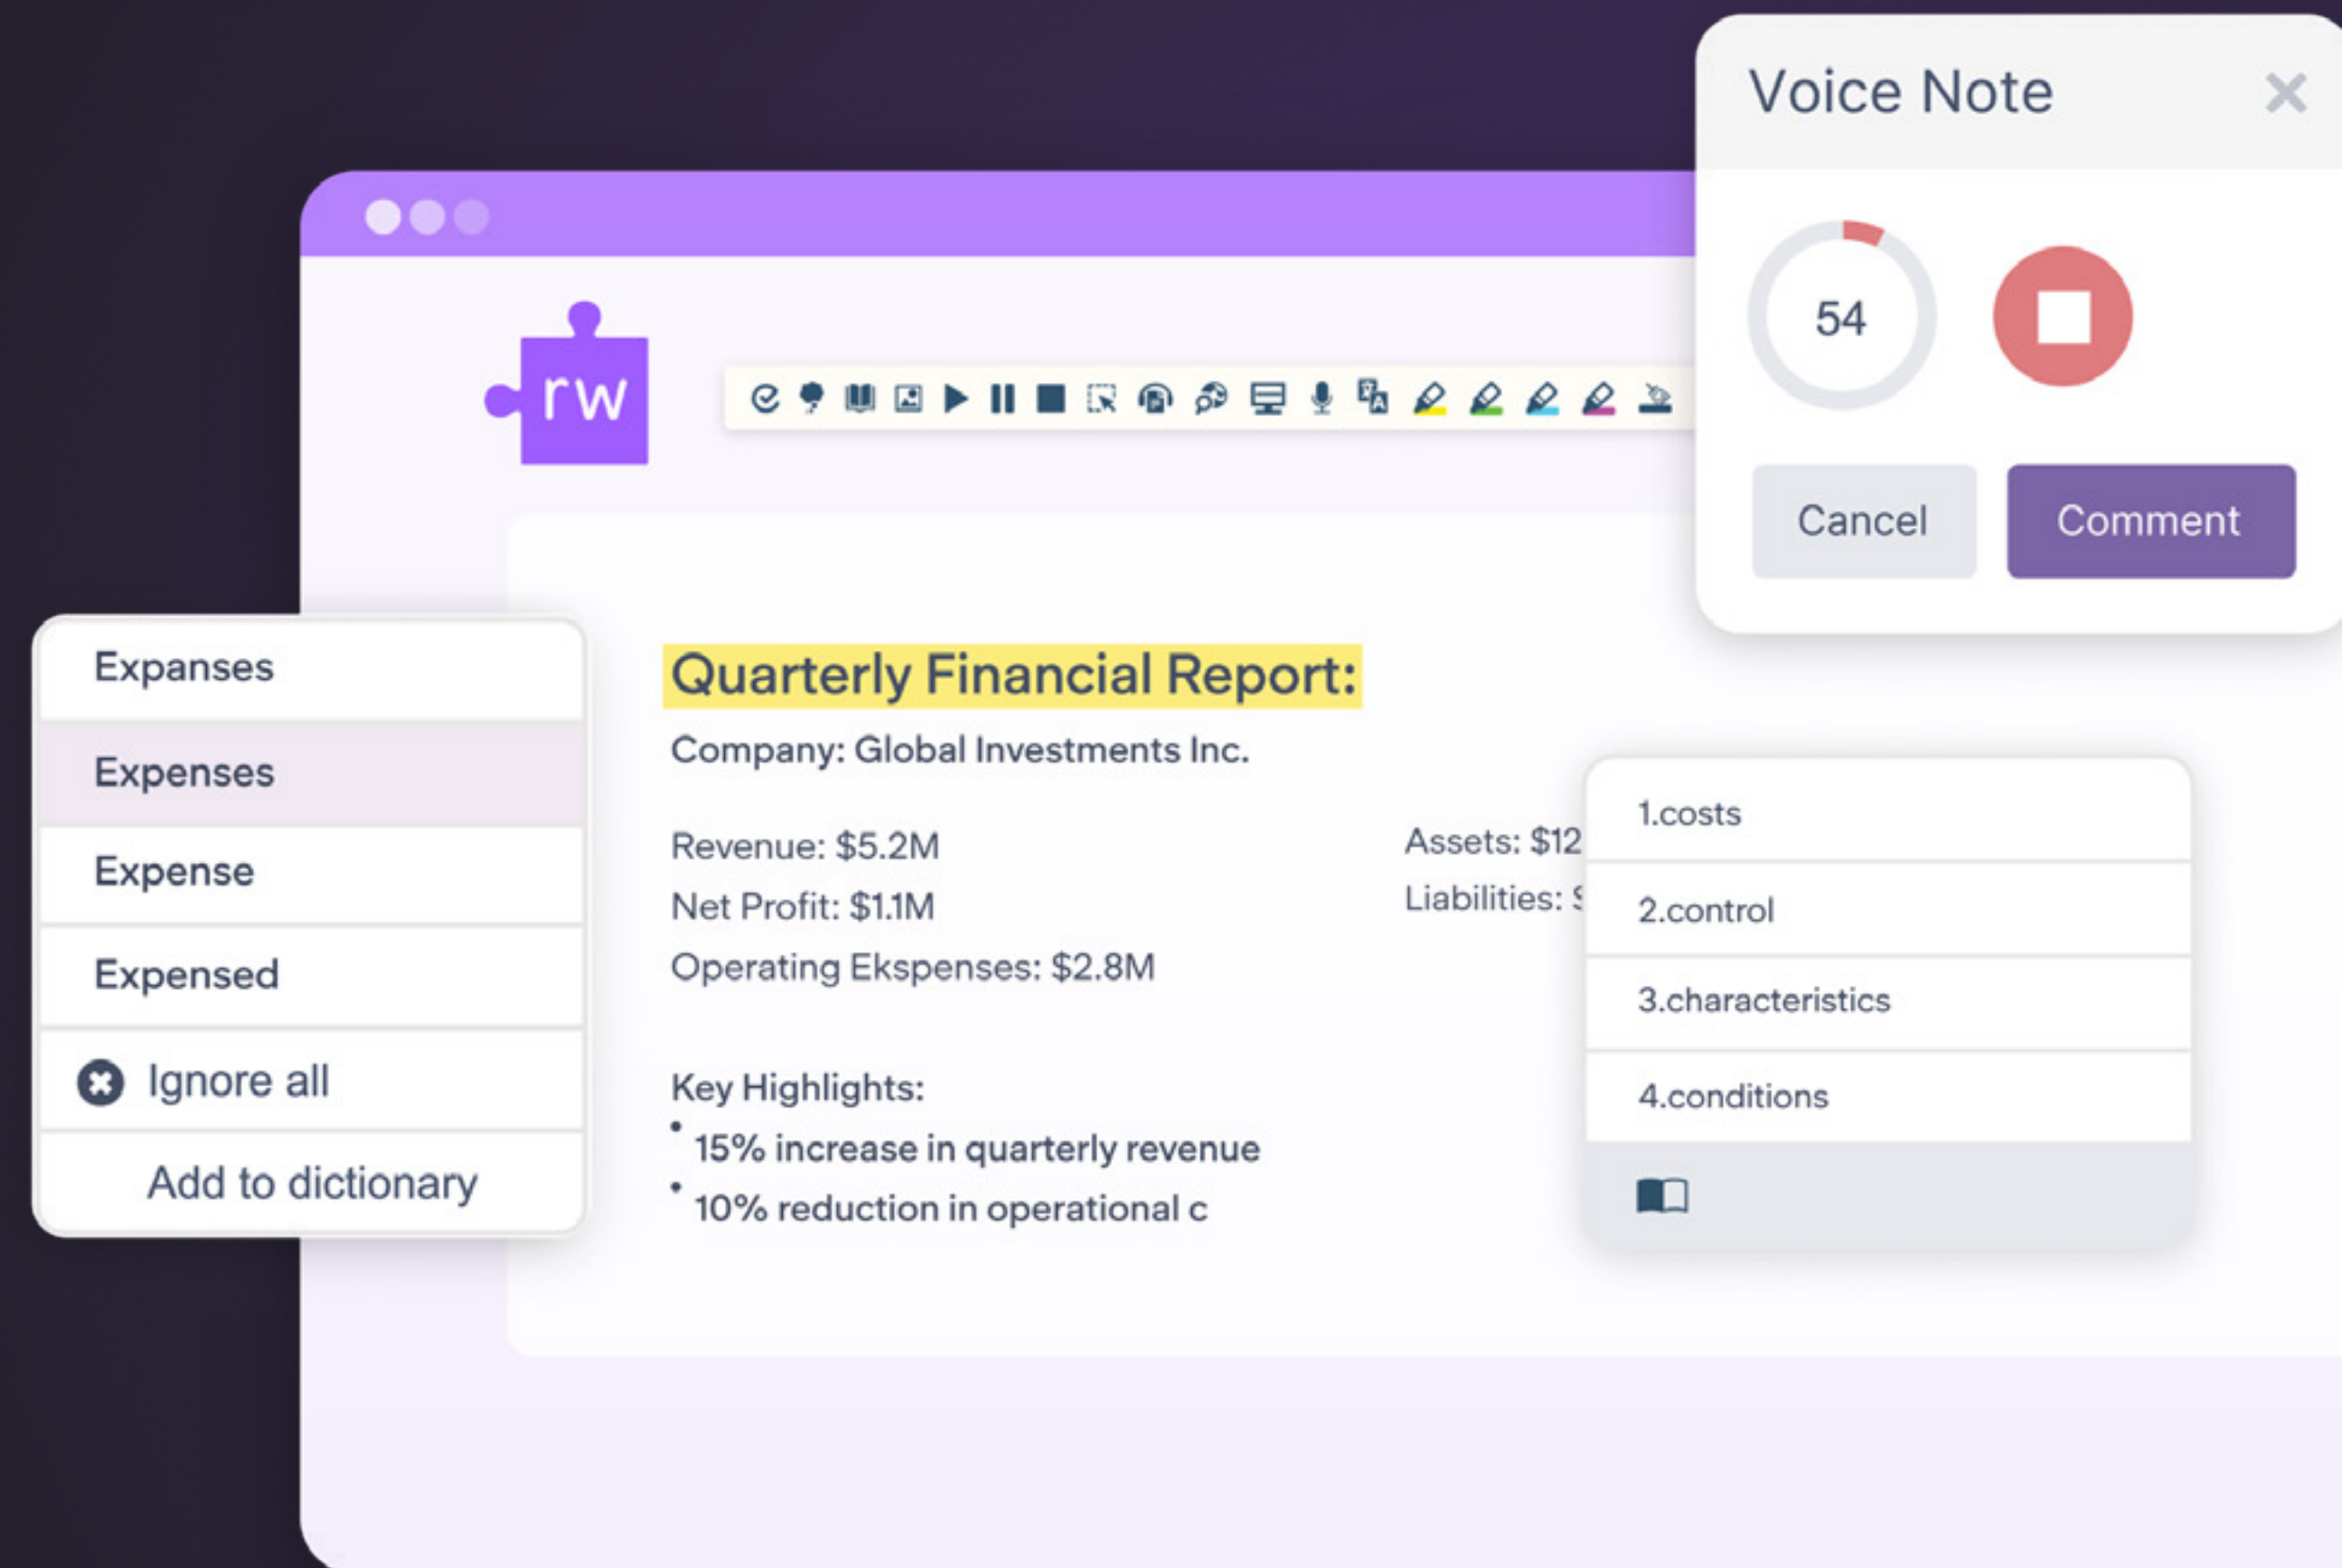 Voice Note
54
Cancel
Comment
rw
Expanses
Expenses
Expense
Expensed
Ignore all
Add to dictionary
Quarterly Financial Report:
Company: Global Investments Inc.
Revenue: $5.2M
Net Profit: $1.1M
Operating Ekspenses: $2.8M
Assets: $12
Liabilities:
Key Highlights:
• 15% increase in quarterly revenue
• 10% reduction in operational c
1.costs
2.control
3.characteristics
4.conditions